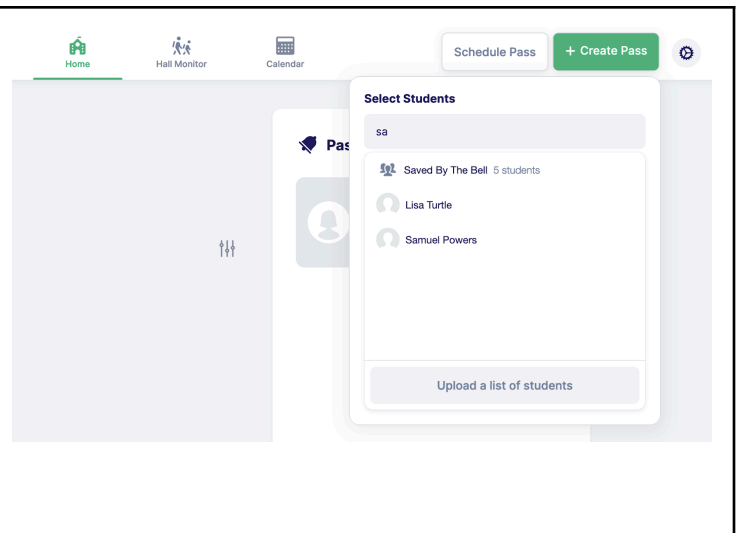 Home
Hall Monitor
Calendar
Schedule Pass
+ Create Pass
Select Students
sa
Pas
Saved By The Bell 5 students
Lisa Turtle
Samuel Powers
Upload a list of students